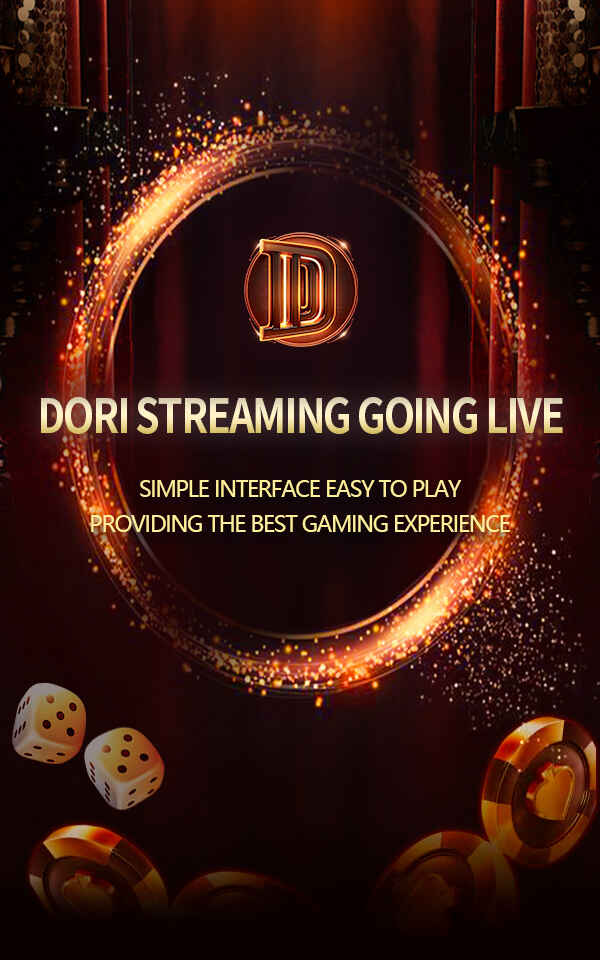 D
DORI STREAMING GOING LIVE
SIMPLE INTERFACE EASY TO PLAY
PROVIDING THE BEST GAMING EXPERIENCE